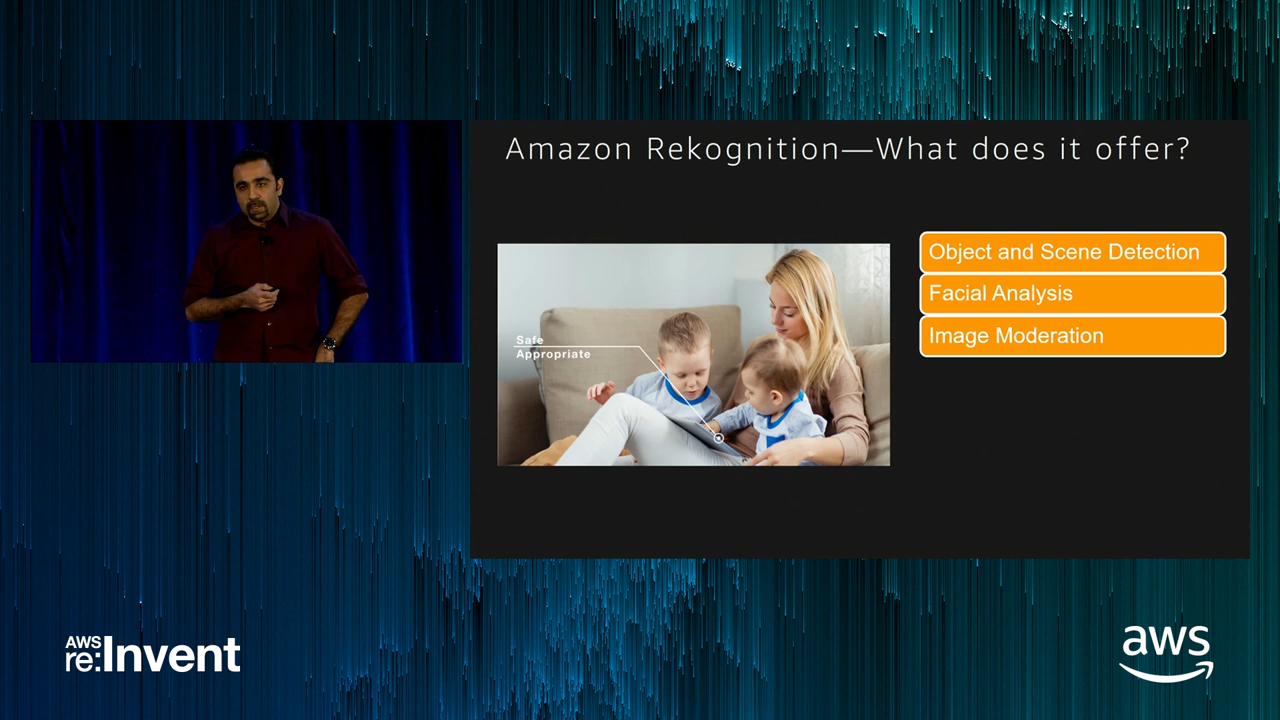 Amazon Rekognition—What does it offer?
Safe
Appropriate
Object and Scene Detection
Facial Analysis
Image Moderation
AWS
re:Invent
aws